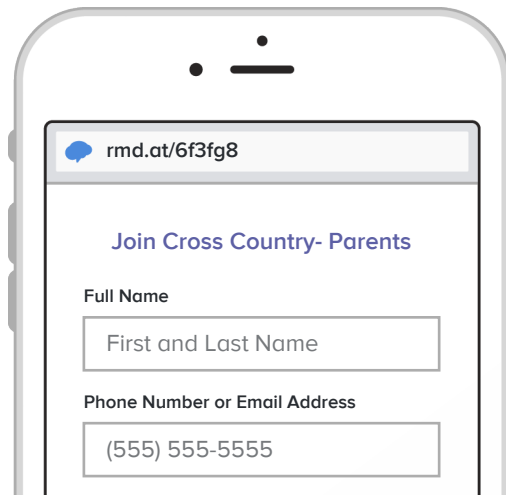 rmd.at/6f3fg8
Join Cross Country- Parents
Full Name
First and Last Name
Phone Number or Email Address
(555) 555-5555